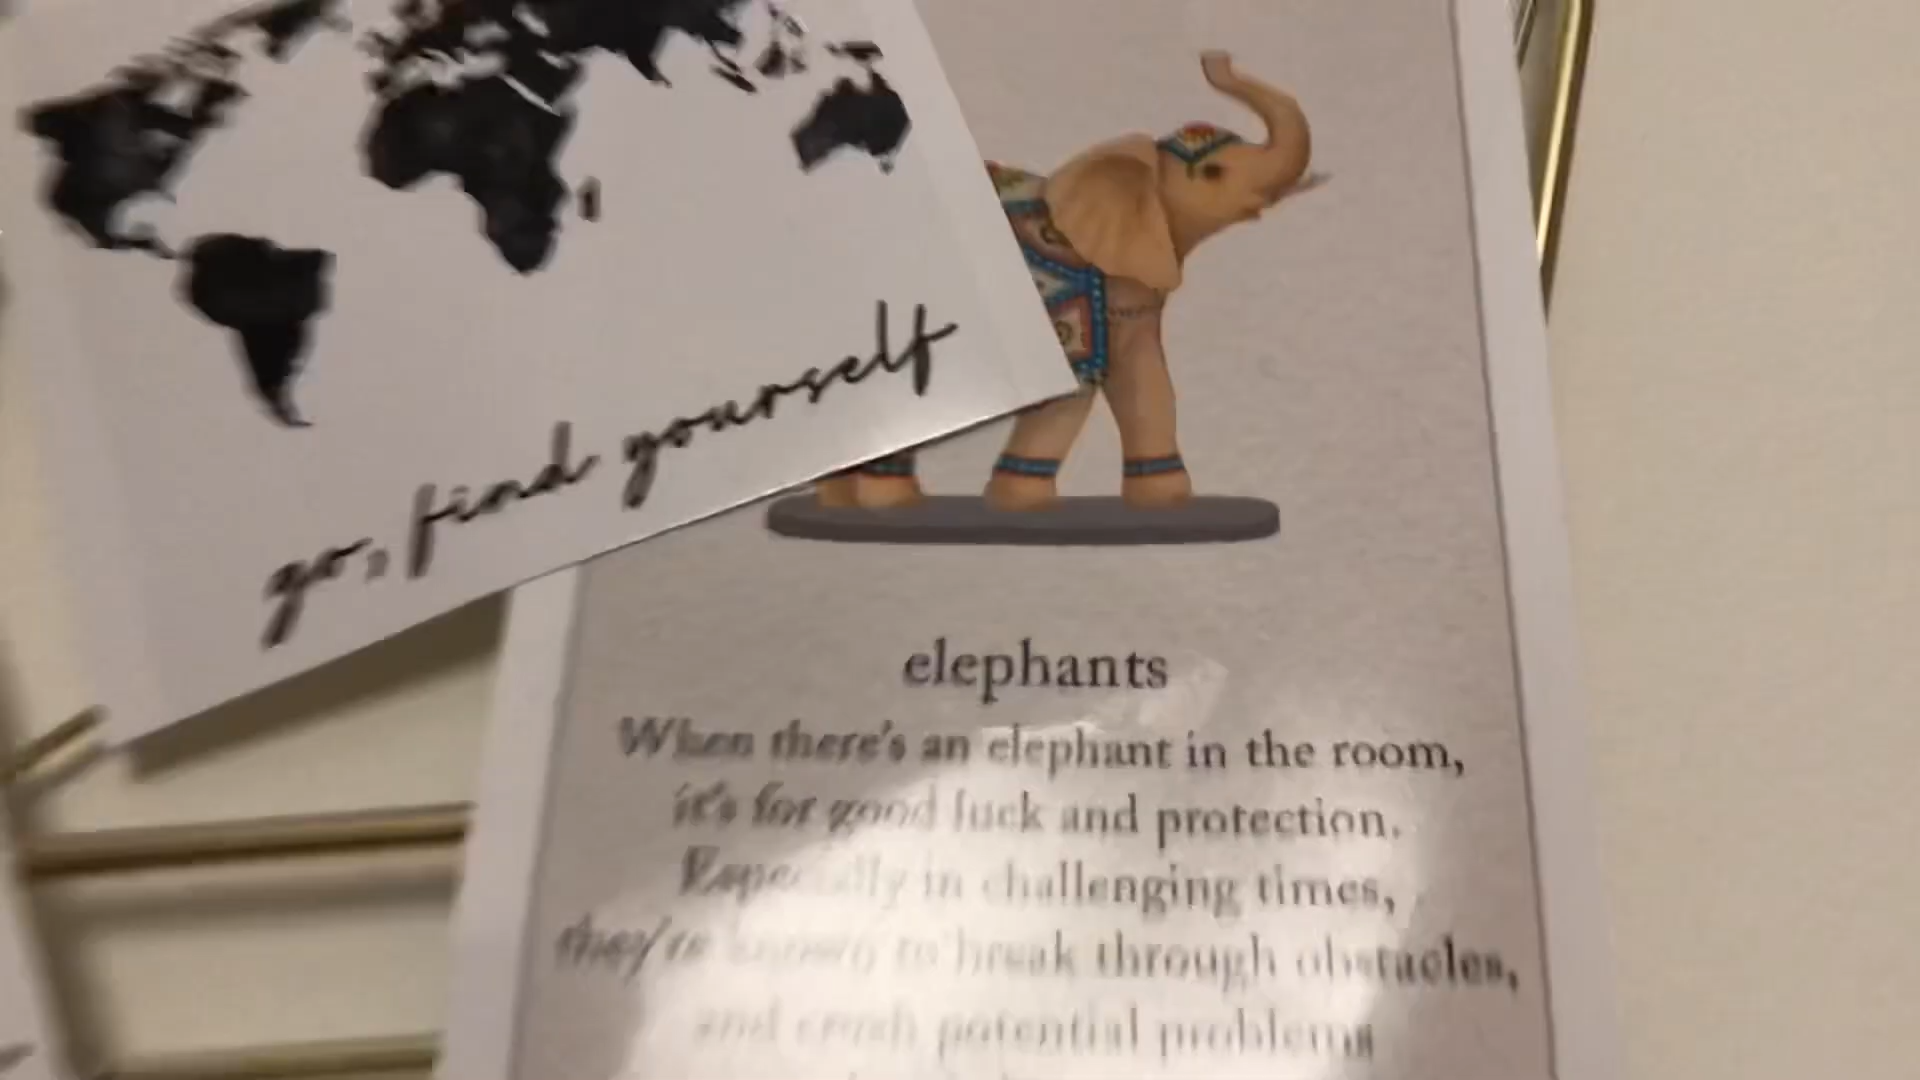 go, find yourself
elephants
When there's an elephant in the room,
it's for good luck and protection.
Especially in challenging times,
they're known to break through obstacles,
and crush potential problems